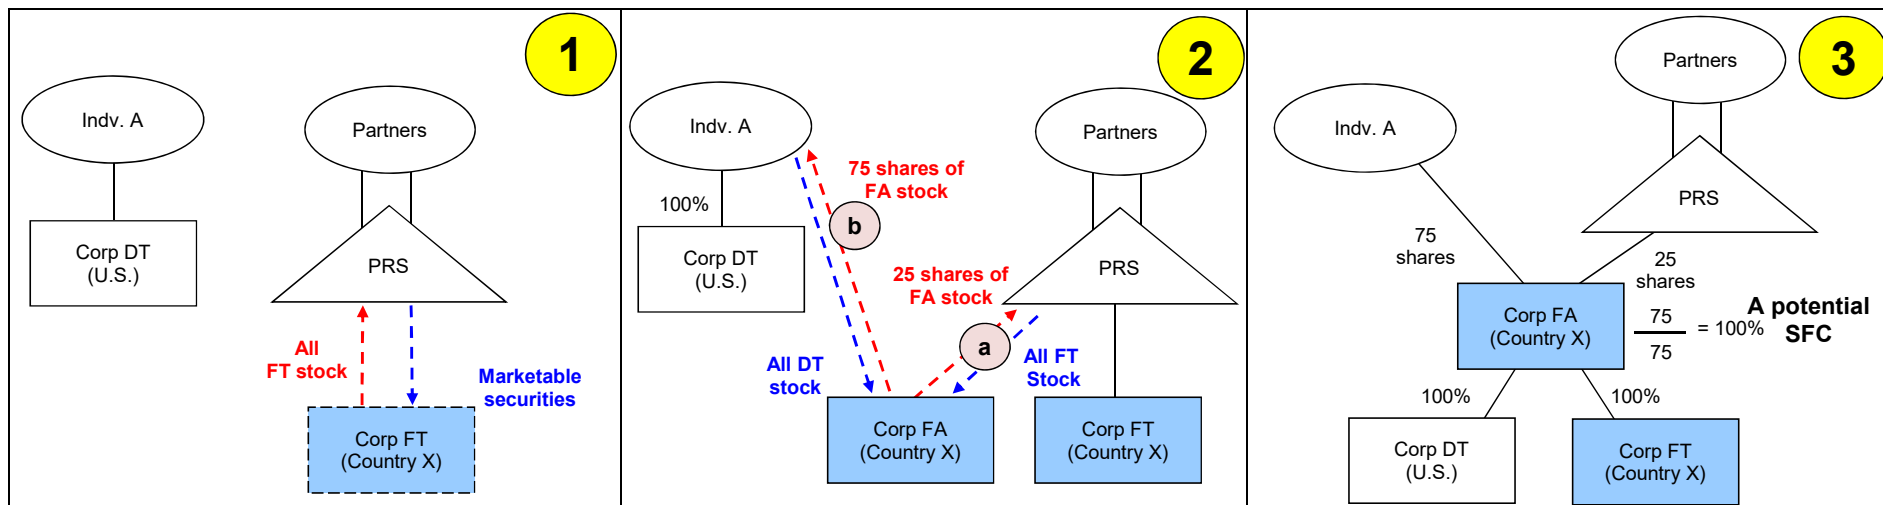 1
Indv. A
Partners
Corp DT
(U.S.)
PRS
All
FT stock
Marketable
securities
Corp FT
(Country X)
2
Indv. A
Partners
75 shares of
FA stock
100%
b
Corp DT
(U.S.)
PRS
25 shares of
FA stock
a
All DT
stock
All FT
Stock
Corp FA
(Country X)
Corp FT
(Country X)
3
Partners
Indv. A
PRS
75
shares
25
shares
Corp FA
(Country X)
75
75
= 100%
A potential
SFC
100%
100%
Corp DT
(U.S.)
Corp FT
(Country X)